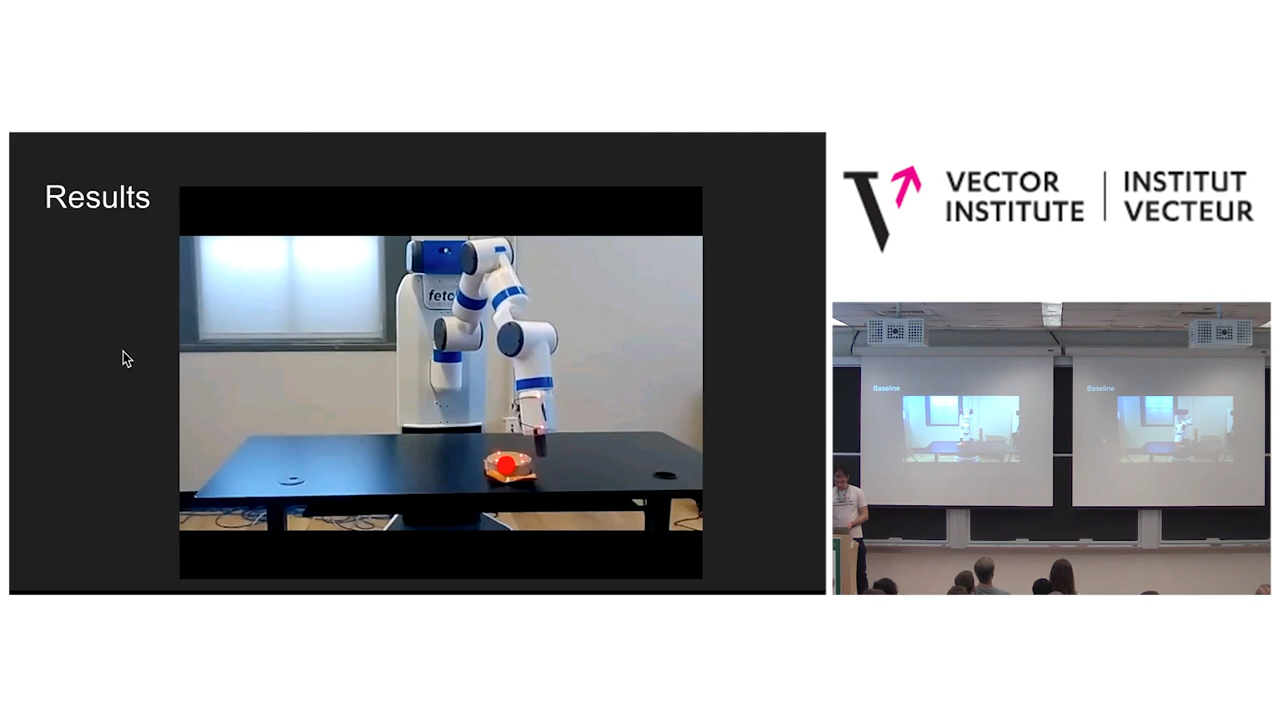 Results
fetc
VECTOR
INSTITUTE
INSTITUT
VECTEUR
Baseline
Baseline